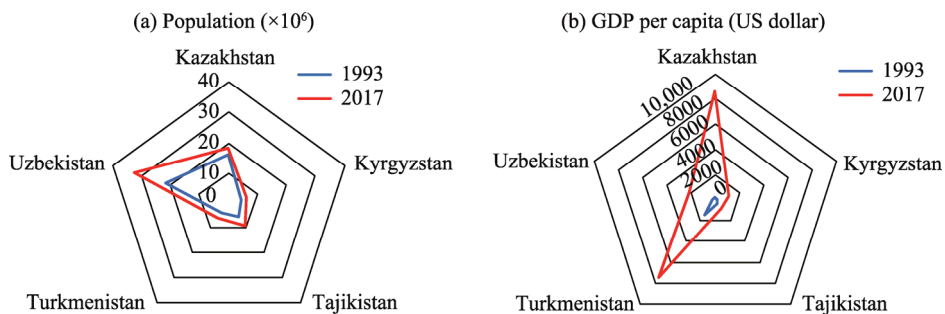 (a) Population (×10⁶)
Kazakhstan
1993
2017
40
30
20
10
0
Uzbekistan
Kyrgyzstan
Turkmenistan
Tajikistan
(b) GDP per capita (US dollar)
Kazakhstan
1993
2017
10,000
8000
6000
4000
2000
0
Uzbekistan
Kyrgyzstan
Turkmenistan
Tajikistan